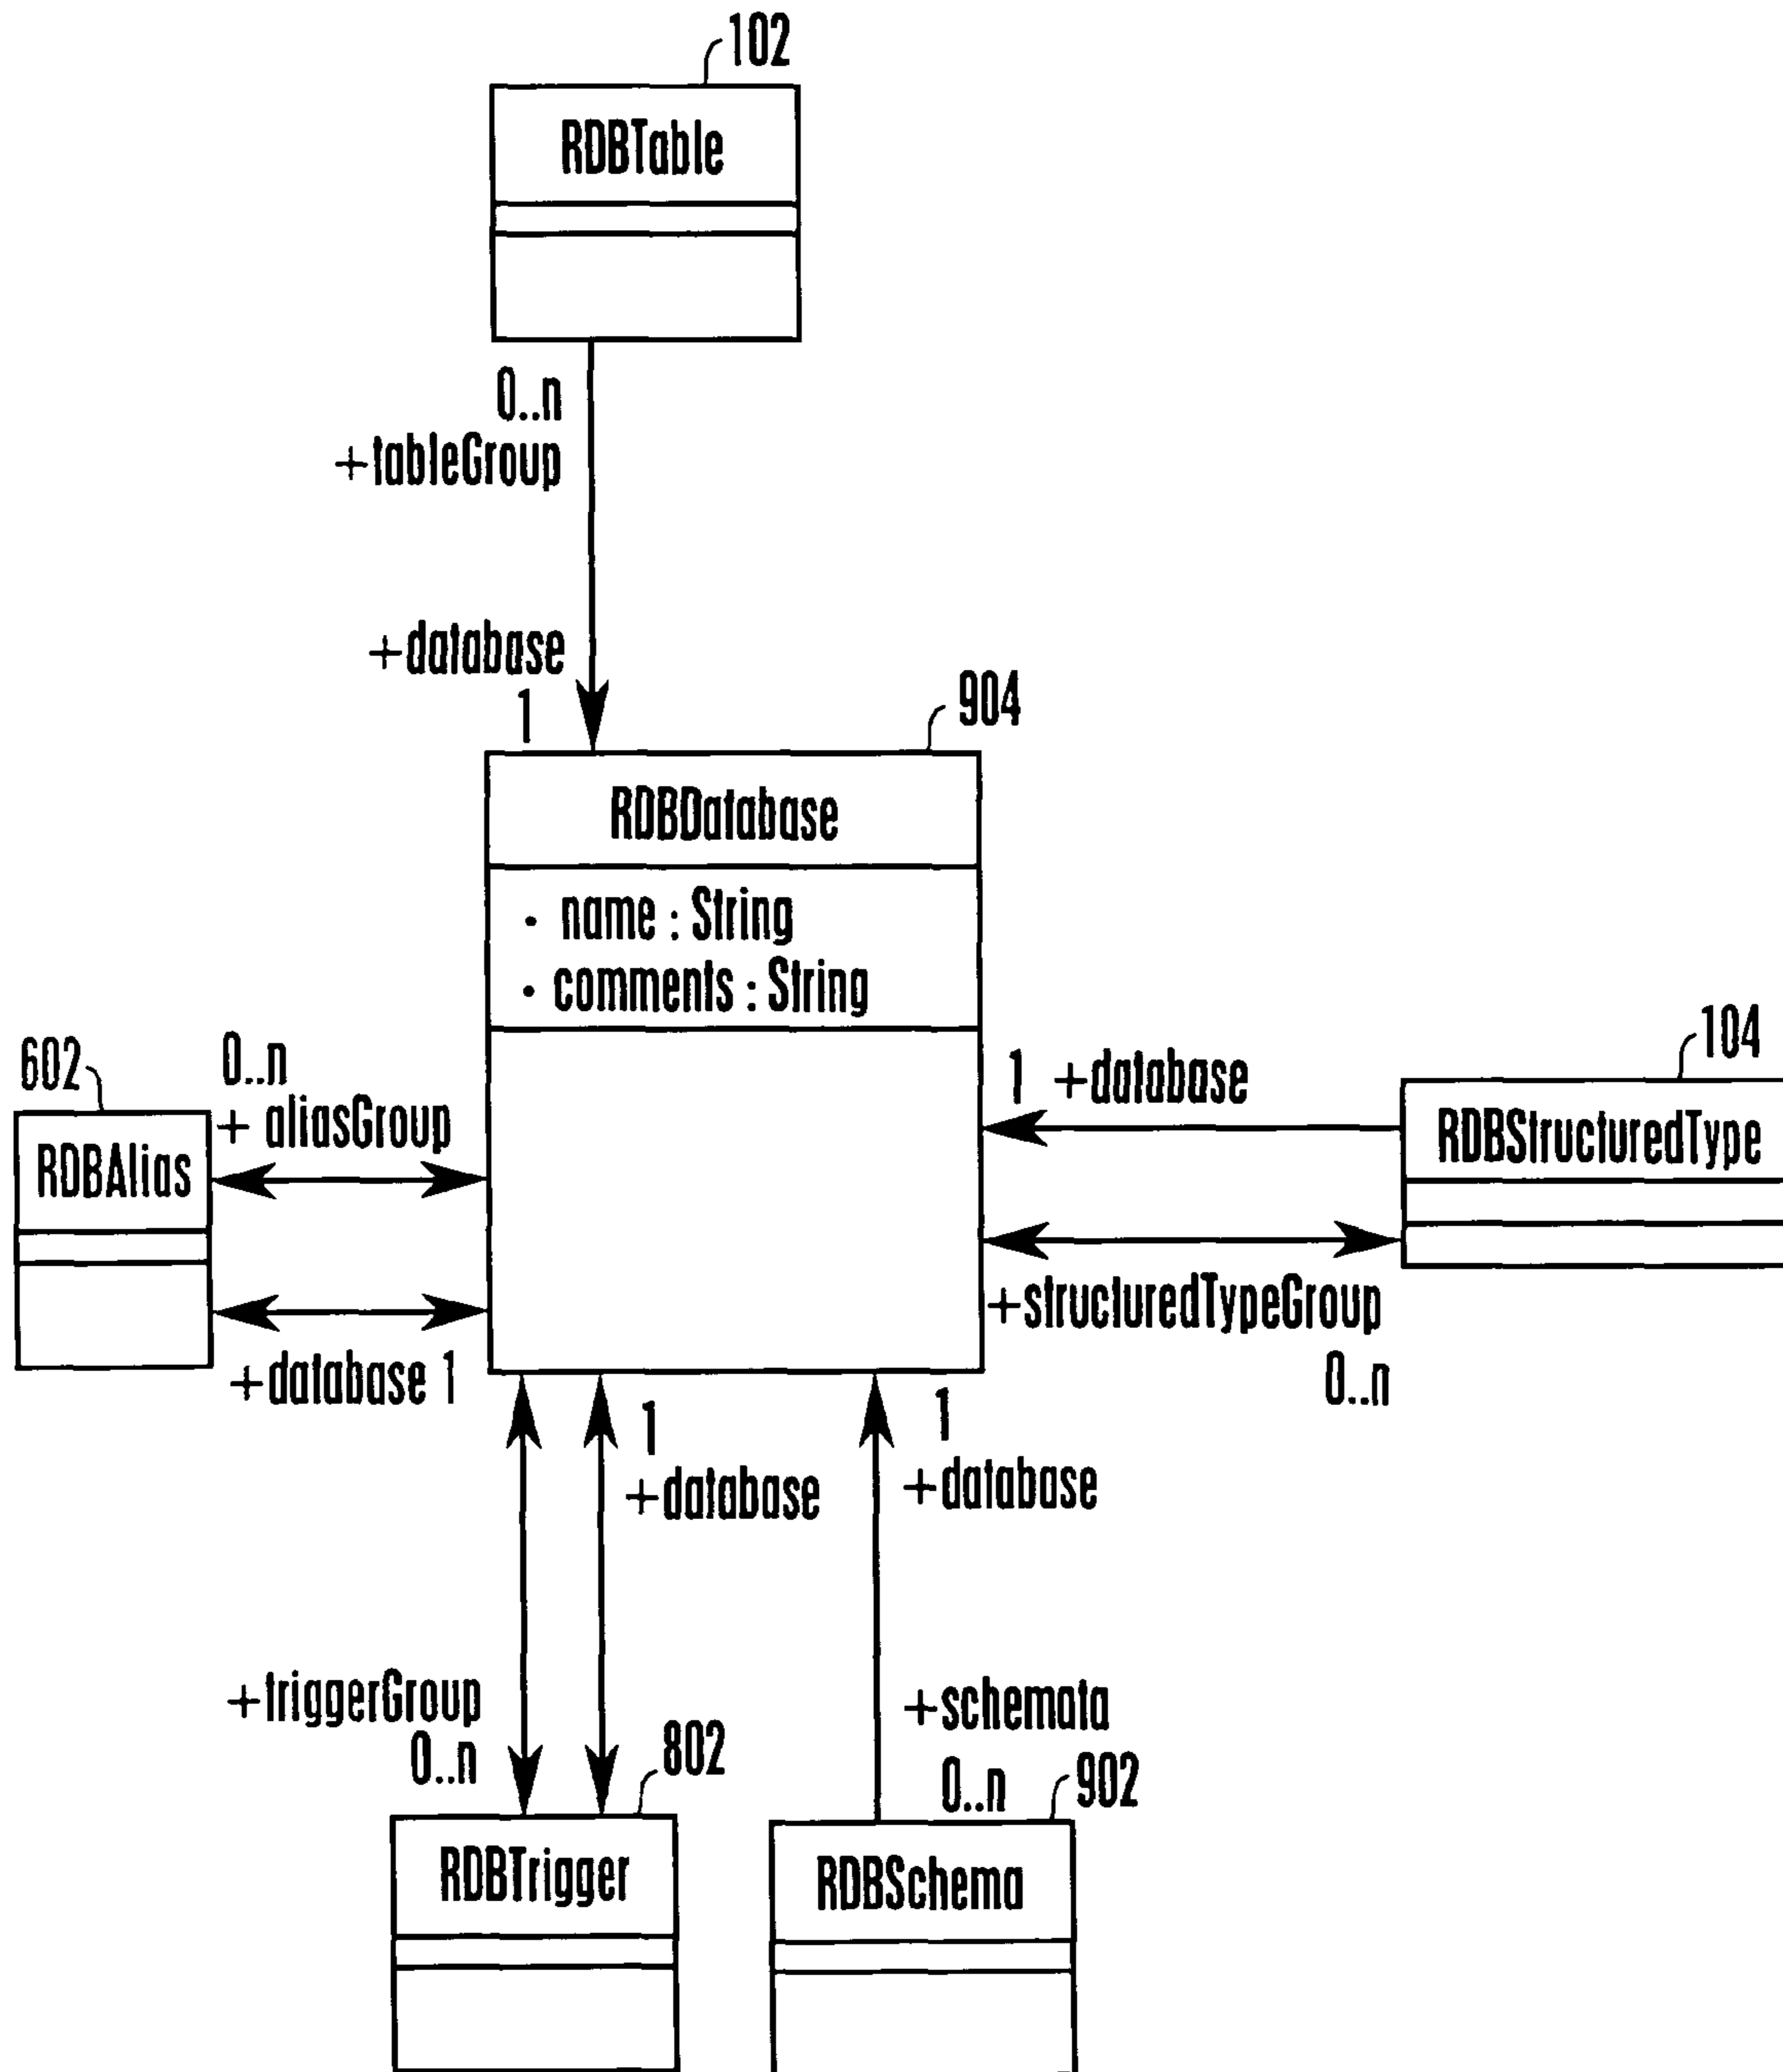 102
RDBTable
0..n
+tableGroup
+database
1
904
RDBDatabase
• name : String
• comments : String
602
0..n
+ aliasGroup
RDBAlias
+database 1
104
1 +database
RDBStructuredType
+structuredTypeGroup
0..n
1
+database
1
+database
+triggerGroup
0..n
802
+schemata
0..n
902
RDBTrigger
RDBSchema